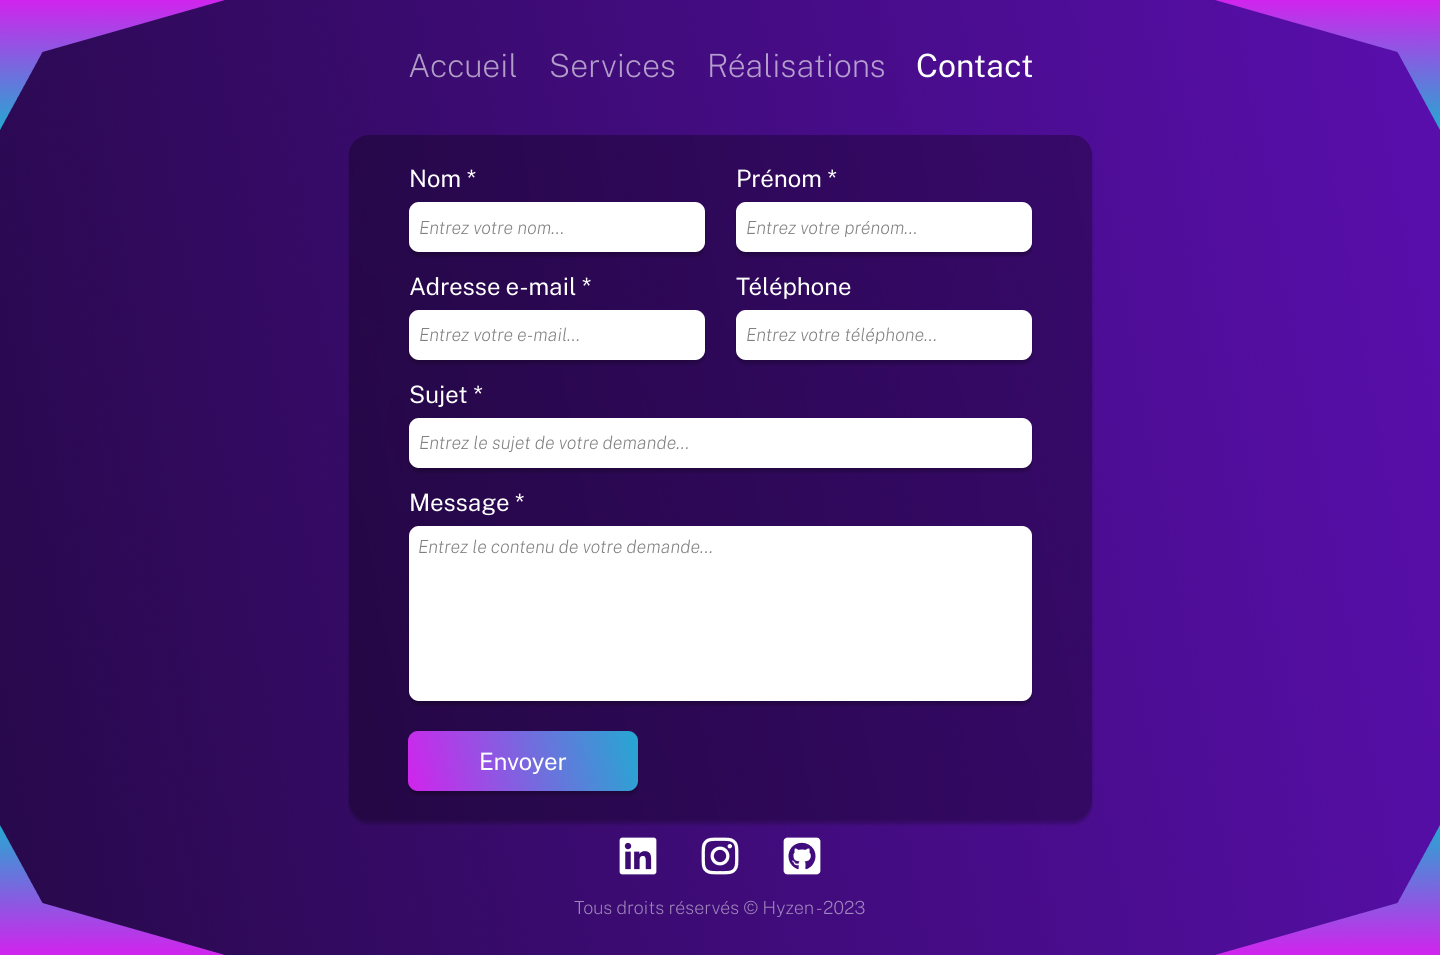 Accueil Services Réalisations Contact
Nom * Prénom *
Entrez votre nom... Entrez votre prénom...
Adresse e-mail * Téléphone
Entrez votre e-mail... Entrez votre téléphone...
Sujet *
Entrez le sujet de votre demande...
Message *
Entrez le contenu de votre demande...
Envoyer
in
Tous droits réservés © Hyzen - 2023